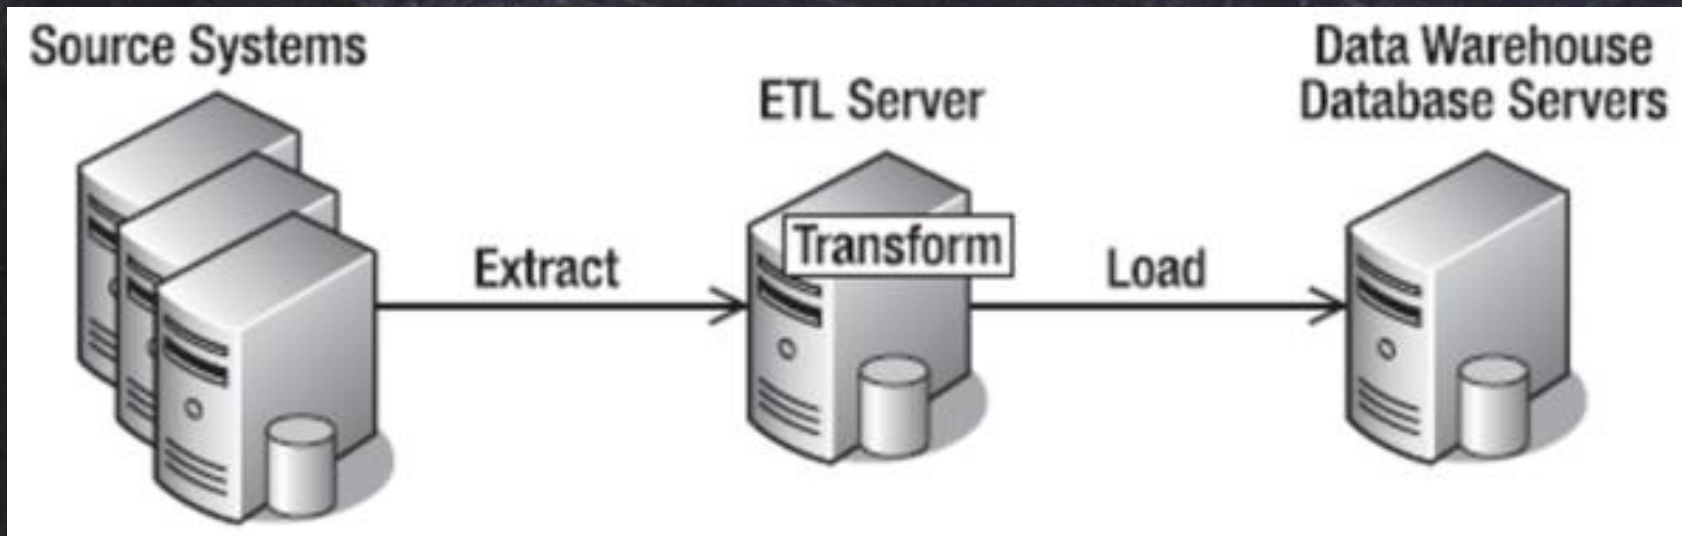 Source Systems
ETL Server
Data Warehouse
Database Servers
Extract
Transform
Load